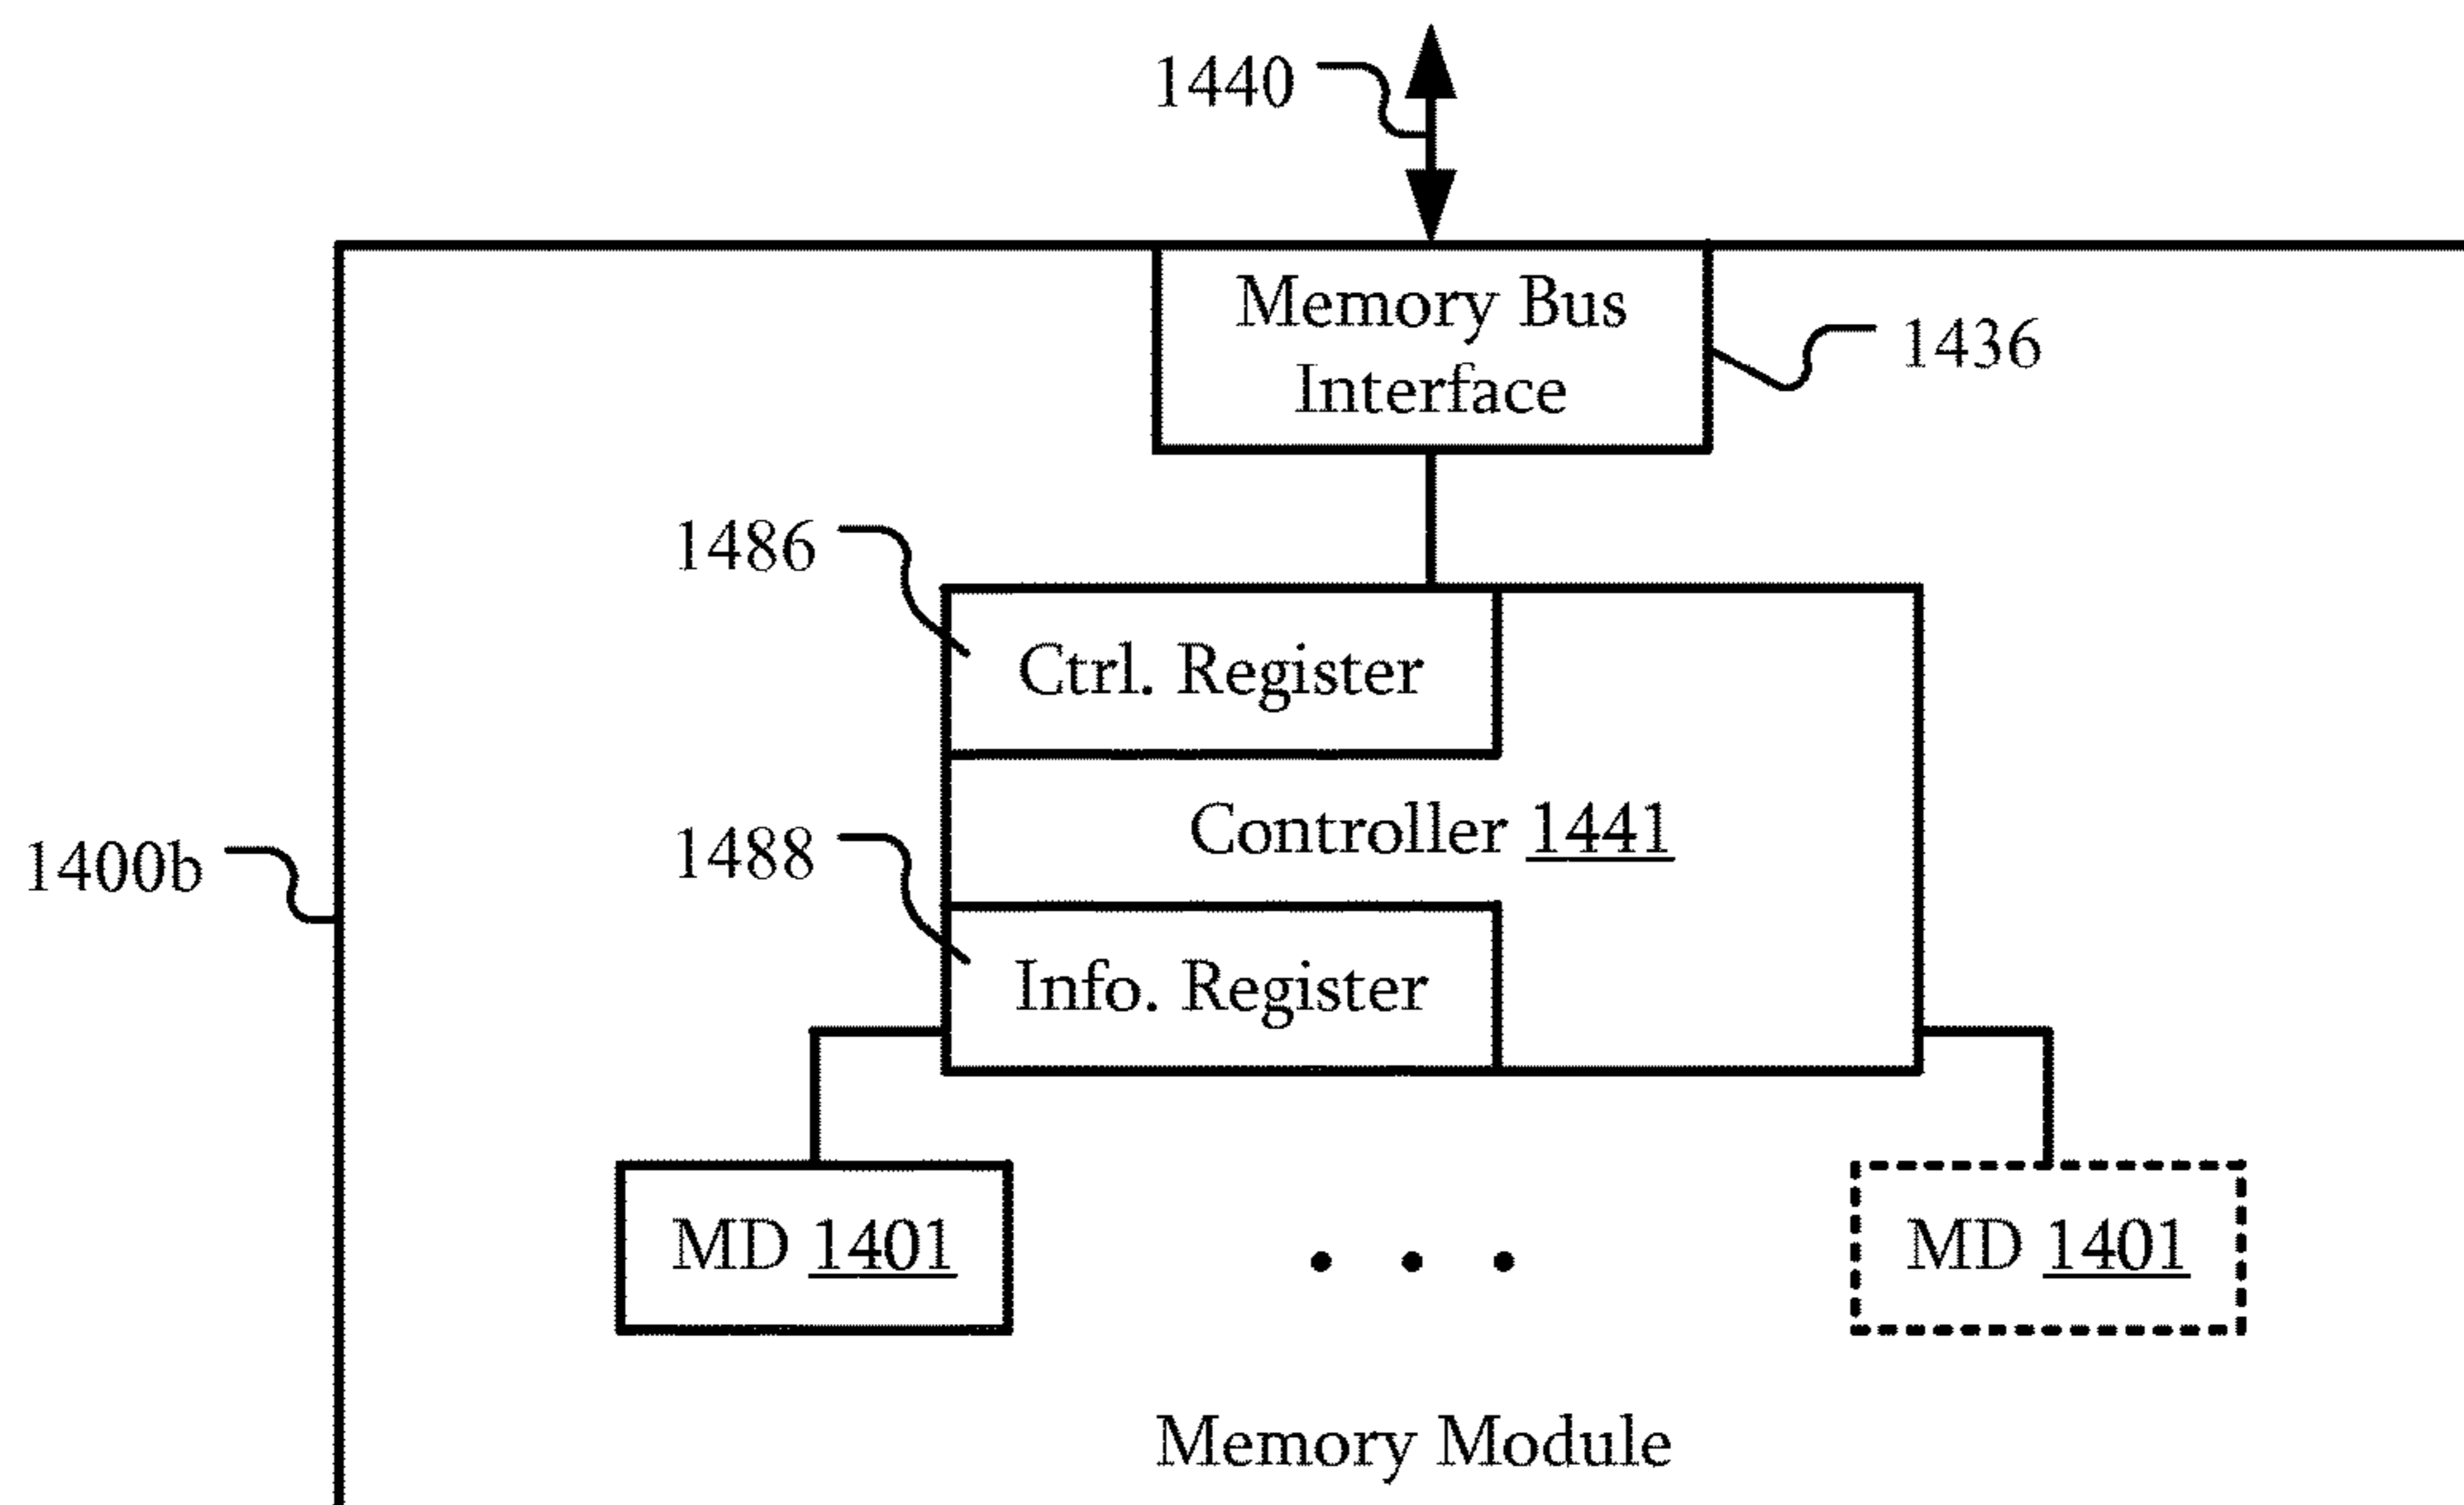 1440
Memory Bus
Interface
1436
1486
Ctrl. Register
Controller 1441
1488
1400b
Info. Register
MD 1401
MD 1401
Memory Module